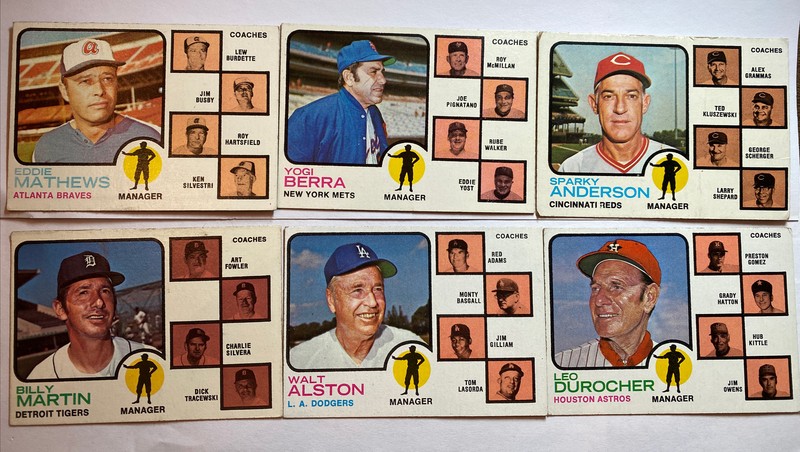 COACHES
LEW
BURDETTE
JIM
BUSBY
ROY
HARTSFIELD
KEN
SILVESTRI
EDDIE
MATHEWS
ATLANTA BRAVES
MANAGER
COACHES
ROY
McMILLAN
JOE
PIGNATANO
RUBE
WALKER
EDDIE
YOST
YOGI
BERRA
NEW YORK METS
MANAGER
COACHES
ALEX
GRAMMAS
TED
KLUSZEWSKI
GEORGE
SCHERGER
LARRY
SHEPARD
C
SPARKY
ANDERSON
CINCINNATI REDS
MANAGER
COACHES
ART
FOWLER
CHARLIE
SILVERA
DICK
TRACEWSKI
D
BILLY
MARTIN
DETROIT TIGERS
MANAGER
COACHES
RED
ADAMS
MONTY
BASGALL
JIM
GILLIAM
TOM
LASORDA
LA
WALT
ALSTON
L. A. DODGERS
MANAGER
COACHES
PRESTON
GOMEZ
GRADY
HATTON
HUB
KITTLE
JIM
OWENS
H
LEO
DUROCHER
HOUSTON ASTROS
MANAGER